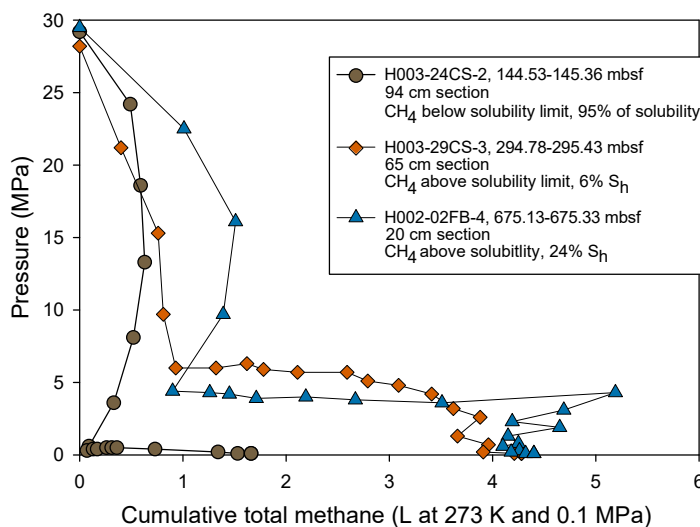 30
25
20
15
10
5
0
Pressure (MPa)
H003-24CS-2, 144.53-145.36 mbsf
94 cm section
CH4 below solubility limit, 95% of solubility
H003-29CS-3, 294.78-295.43 mbsf
65 cm section
CH4 above solubility limit, 6% Sh
H002-02FB-4, 675.13-675.33 mbsf
20 cm section
CH4 above solubitlity, 24% Sh
0 1 2 3 4 5 6
Cumulative total methane (L at 273 K and 0.1 MPa)